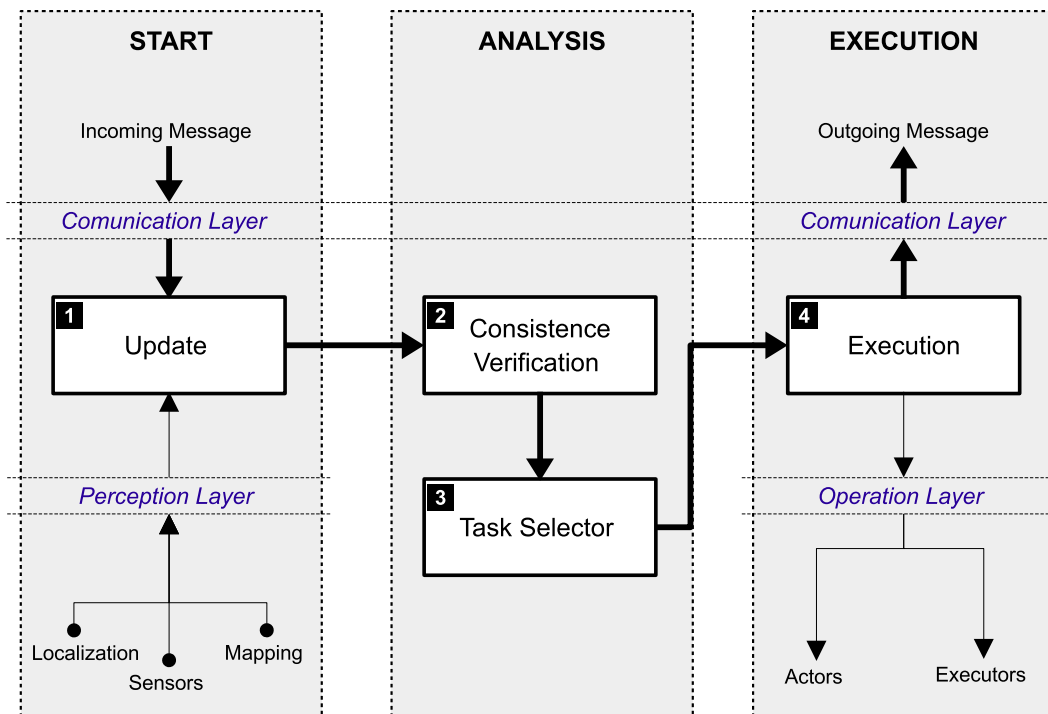 START
ANALYSIS
EXECUTION
Incoming Message
Outgoing Message
Comunication Layer
Comunication Layer
1
Update
2
Consistence
Verification
4
Execution
3
Task Selector
Perception Layer
Operation Layer
Localization
Sensors
Mapping
Actors
Executors